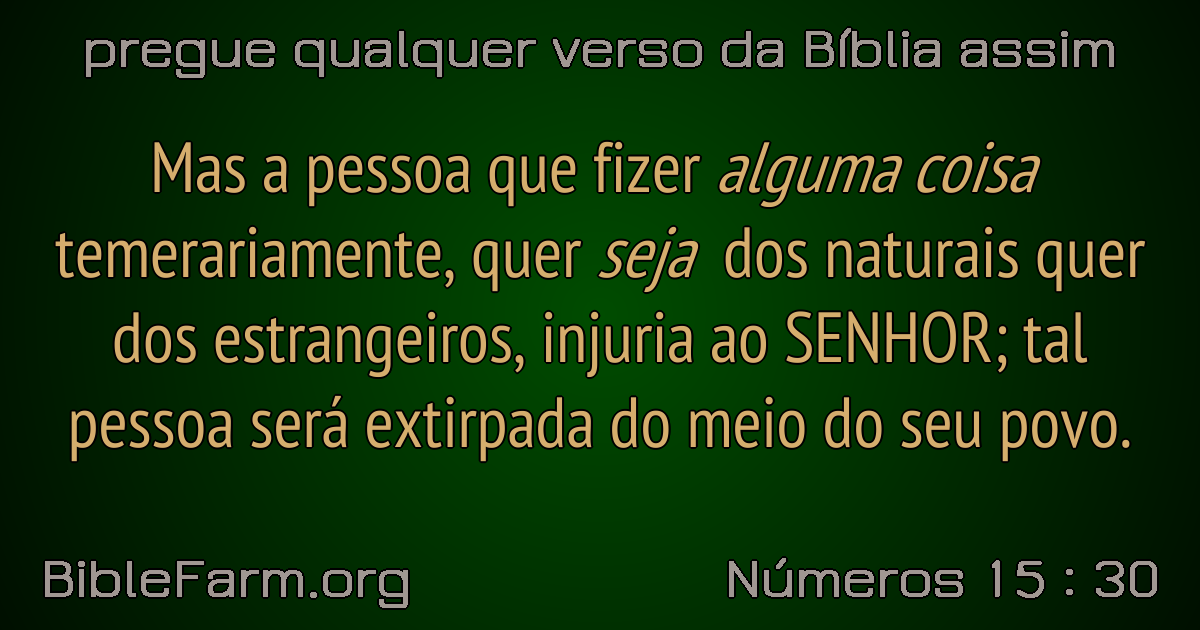 pregue qualquer verso da Bíblia assim
Mas a pessoa que fizer alguma coisa
temerariamente, quer seja dos naturais quer
dos estrangeiros, injuria ao SENHOR; tal
pessoa será extirpada do meio do seu povo.
BibleFarm.org
Números 15 : 30